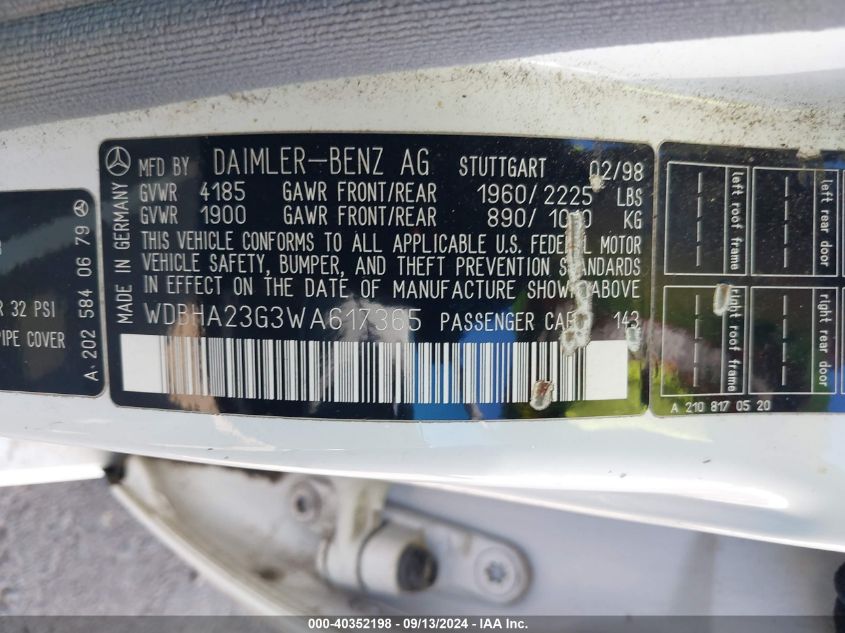 MFD BY DAIMLER-BENZ AG STUTTGART 02/98
GVWR 4185 GAWR FRONT/REAR 1960/2225 LBS
GVWR 1900 GAWR FRONT/REAR 890/ KG
THIS VEHICLE CONFORMS TO ALL APPLICABLE U.S. FEDERAL MOTOR
VEHICLE SAFETY, BUMPER, AND THEFT PREVENTION STANDARDS
IN EFFECT ON THE DATE OF MANUFACTURE SHOWN ABOVE
WDBHA23G3WA617365 PASSENGER CAR 143
MADE IN GERMANY
R 32 PSI
PIPE COVER
A 202 584 06 79
left roof frame
left rear door
right roof frame
right rear door
A 210 817 05 20
000-40352198 - 09/13/2024 - IAA Inc.